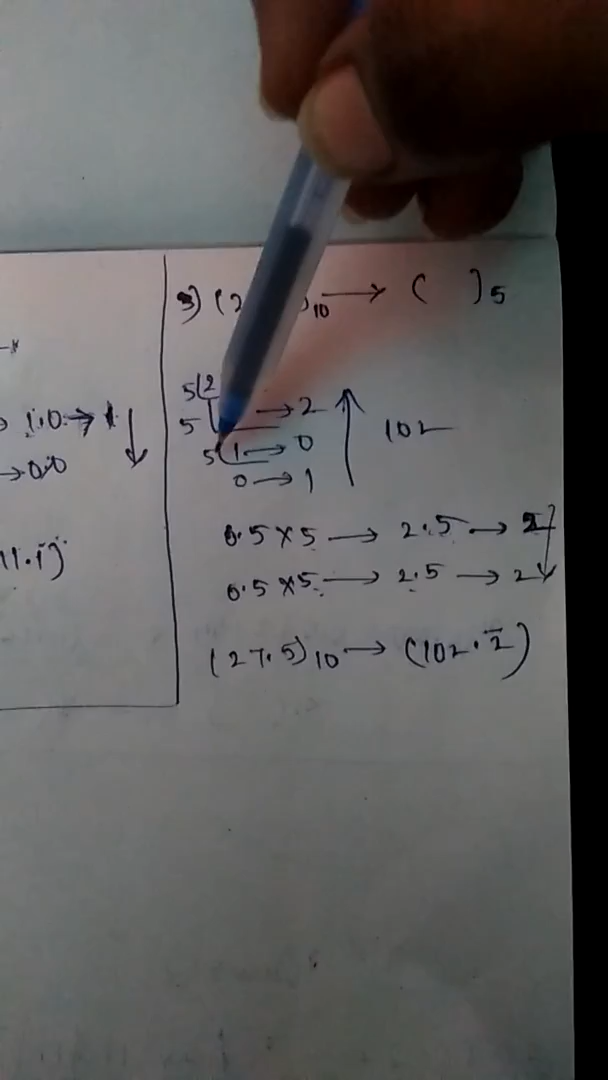 1.0 → 1
→ 0.0
11.1̄)
3) (2 )10 → ( )5
5 2
5 → 2
5 1 → 0
0 → 1
102
0.5 × 5 → 2.5 → 2
0.5 × 5 → 2.5 → 2
(27.5)10 → (102.2̄)